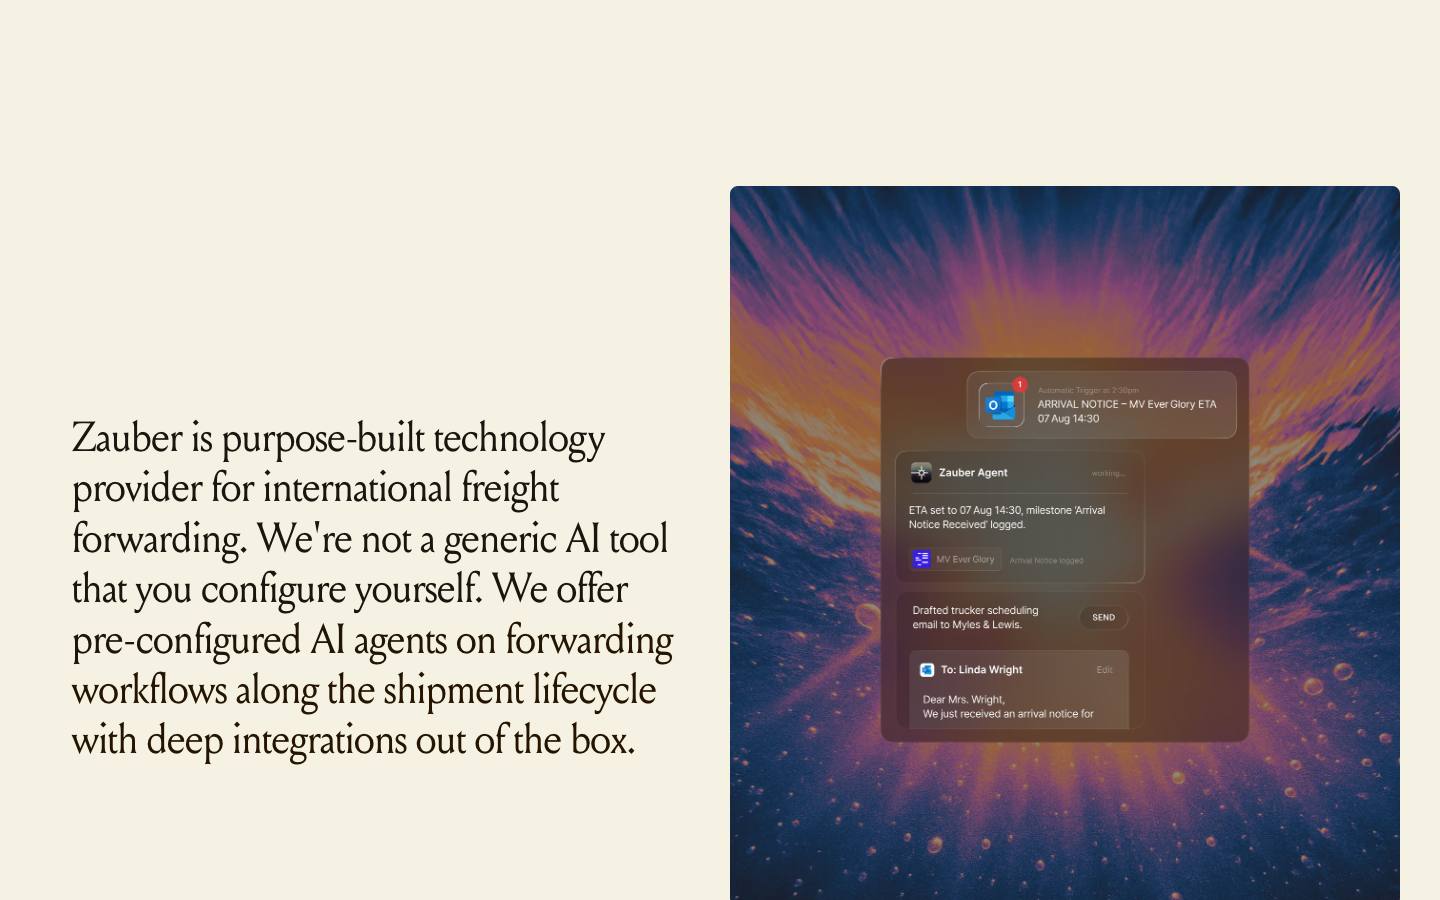 Zauber is purpose-built technology
provider for international freight
forwarding. We're not a generic AI tool
that you configure yourself. We offer
pre-configured AI agents on forwarding
workflows along the shipment lifecycle
with deep integrations out of the box.
1
Automatic Trigger at 2:30pm
ARRIVAL NOTICE – MV Ever Glory ETA
07 Aug 14:30
Zauber Agent
working...
ETA set to 07 Aug 14:30, milestone 'Arrival
Notice Received' logged.
MV Ever Glory
Arrival Notice logged
Drafted trucker scheduling
email to Myles & Lewis.
SEND
To: Linda Wright
Edit
Dear Mrs. Wright,
We just received an arrival notice for